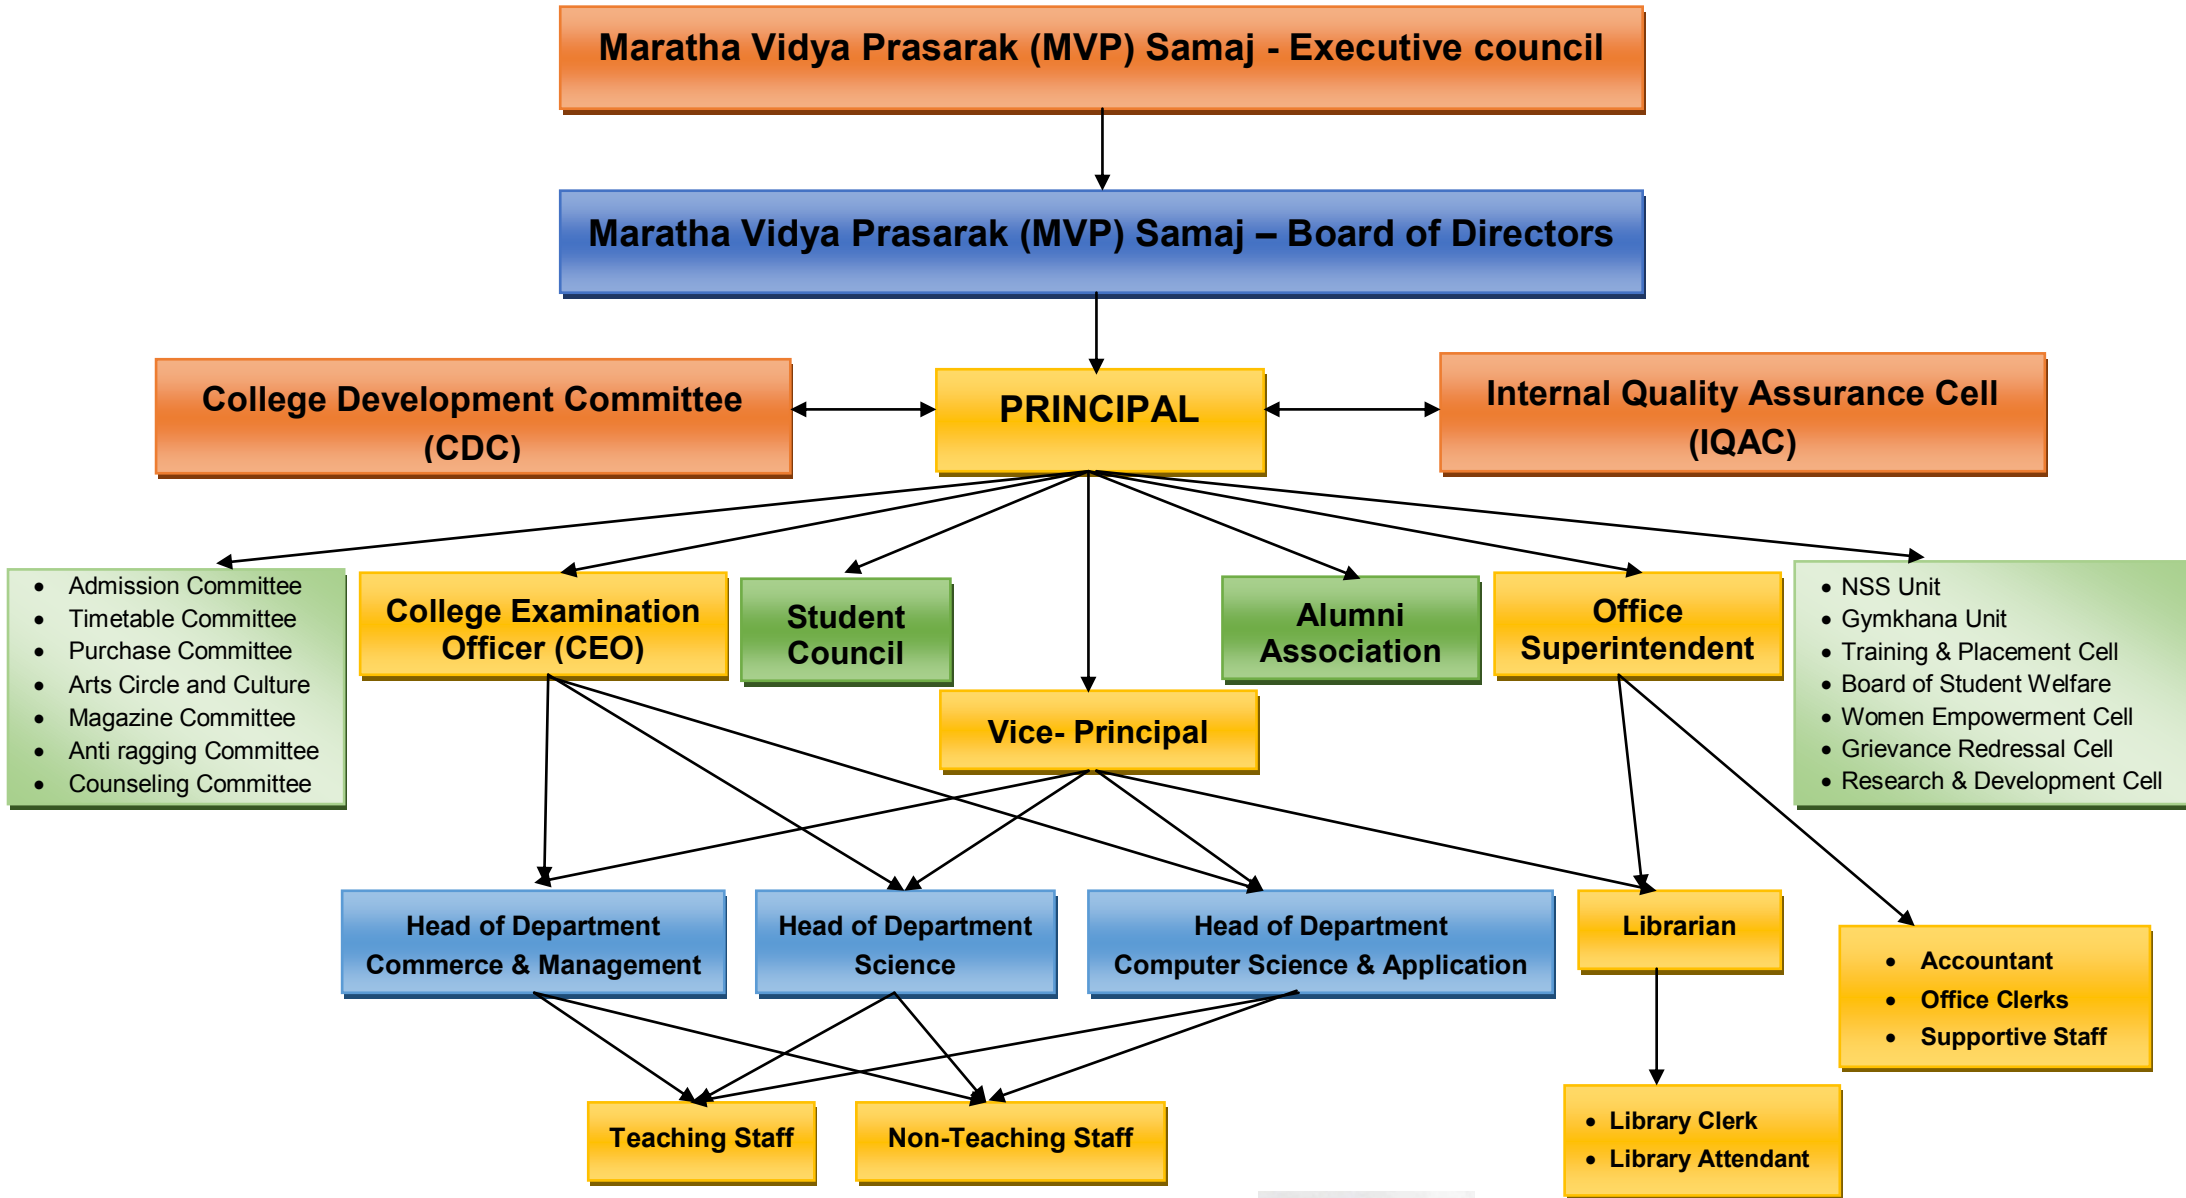 Maratha Vidya Prasarak (MVP) Samaj - Executive council
Maratha Vidya Prasarak (MVP) Samaj – Board of Directors
College Development Committee
(CDC)
PRINCIPAL
Internal Quality Assurance Cell
(IQAC)
• Admission Committee
• Timetable Committee
• Purchase Committee
• Arts Circle and Culture
• Magazine Committee
• Anti ragging Committee
• Counseling Committee
College Examination
Officer (CEO)
Student
Council
Vice- Principal
Alumni
Association
Office
Superintendent
• NSS Unit
• Gymkhana Unit
• Training & Placement Cell
• Board of Student Welfare
• Women Empowerment Cell
• Grievance Redressal Cell
• Research & Development Cell
Head of Department
Commerce & Management
Head of Department
Science
Head of Department
Computer Science & Application
Librarian
• Accountant
• Office Clerks
• Supportive Staff
Teaching Staff
Non-Teaching Staff
• Library Clerk
• Library Attendant